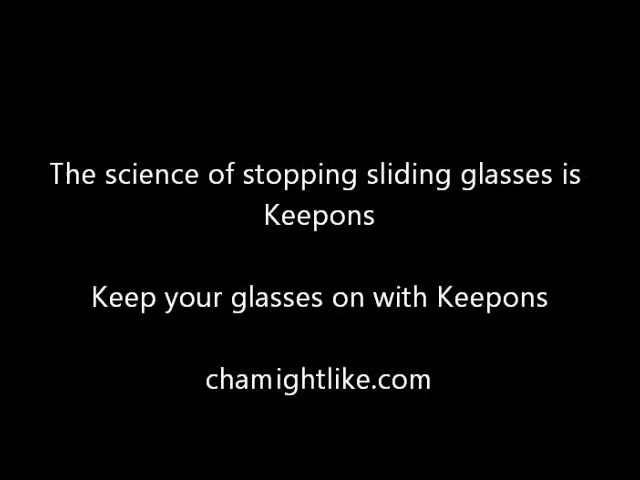 The science of stopping sliding glasses is
Keepons
Keep your glasses on with Keepons
chamightlike.com